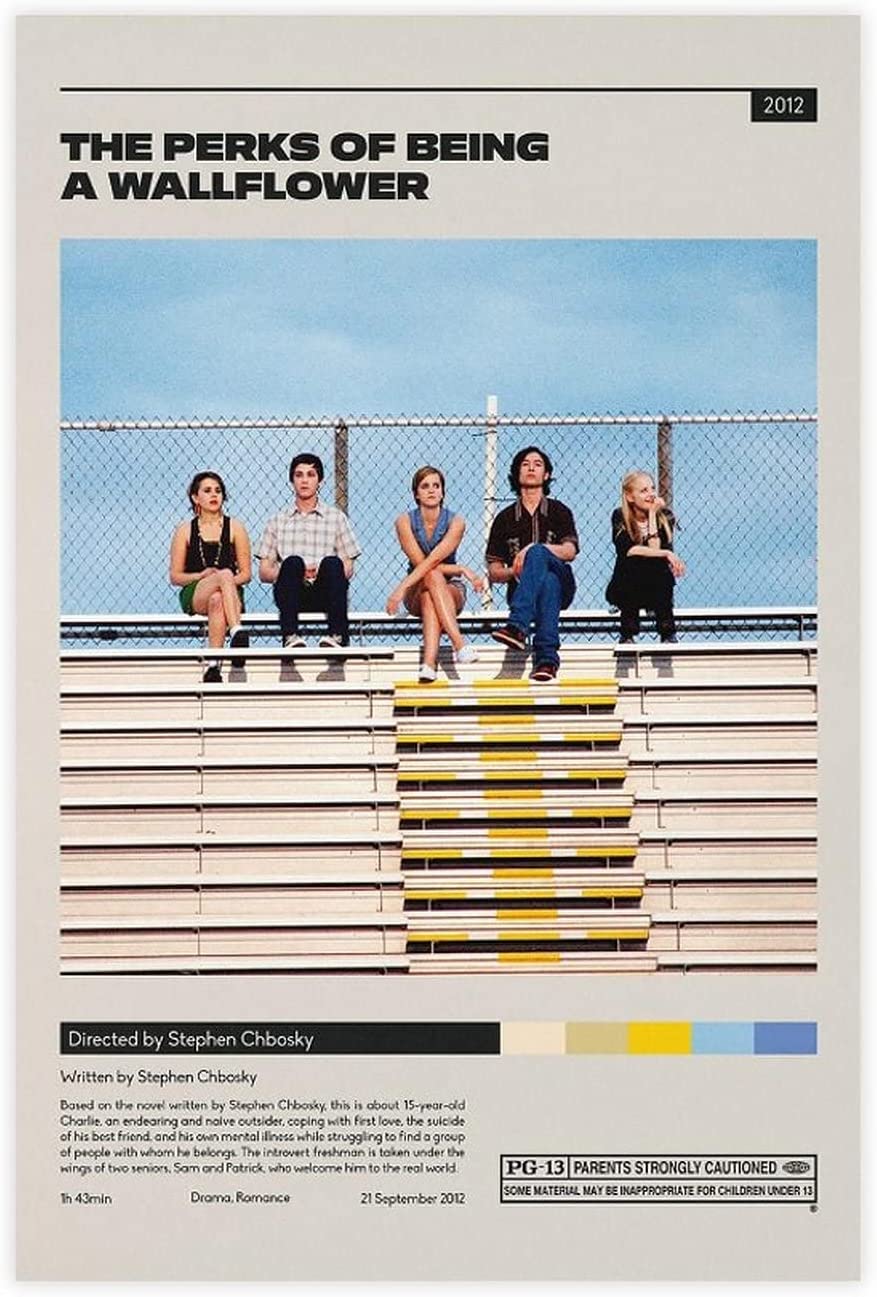 2012
THE PERKS OF BEING
A WALLFLOWER
Directed by Stephen Chbosky
Written by Stephen Chbosky
Based on the novel written by Stephen Chbosky, this is about 15-year-old
Charlie, an endearing and naive outsider, coping with first love, the suicide
of his best friend, and his own mental illness while struggling to find a group
of people with whom he belongs. The introvert freshman is taken under the
wings of two seniors, Sam and Patrick, who welcome him to the real world.
1h 43min Drama, Romance 21 September 2012
PG-13 PARENTS STRONGLY CAUTIONED
SOME MATERIAL MAY BE INAPPROPRIATE FOR CHILDREN UNDER 13
®